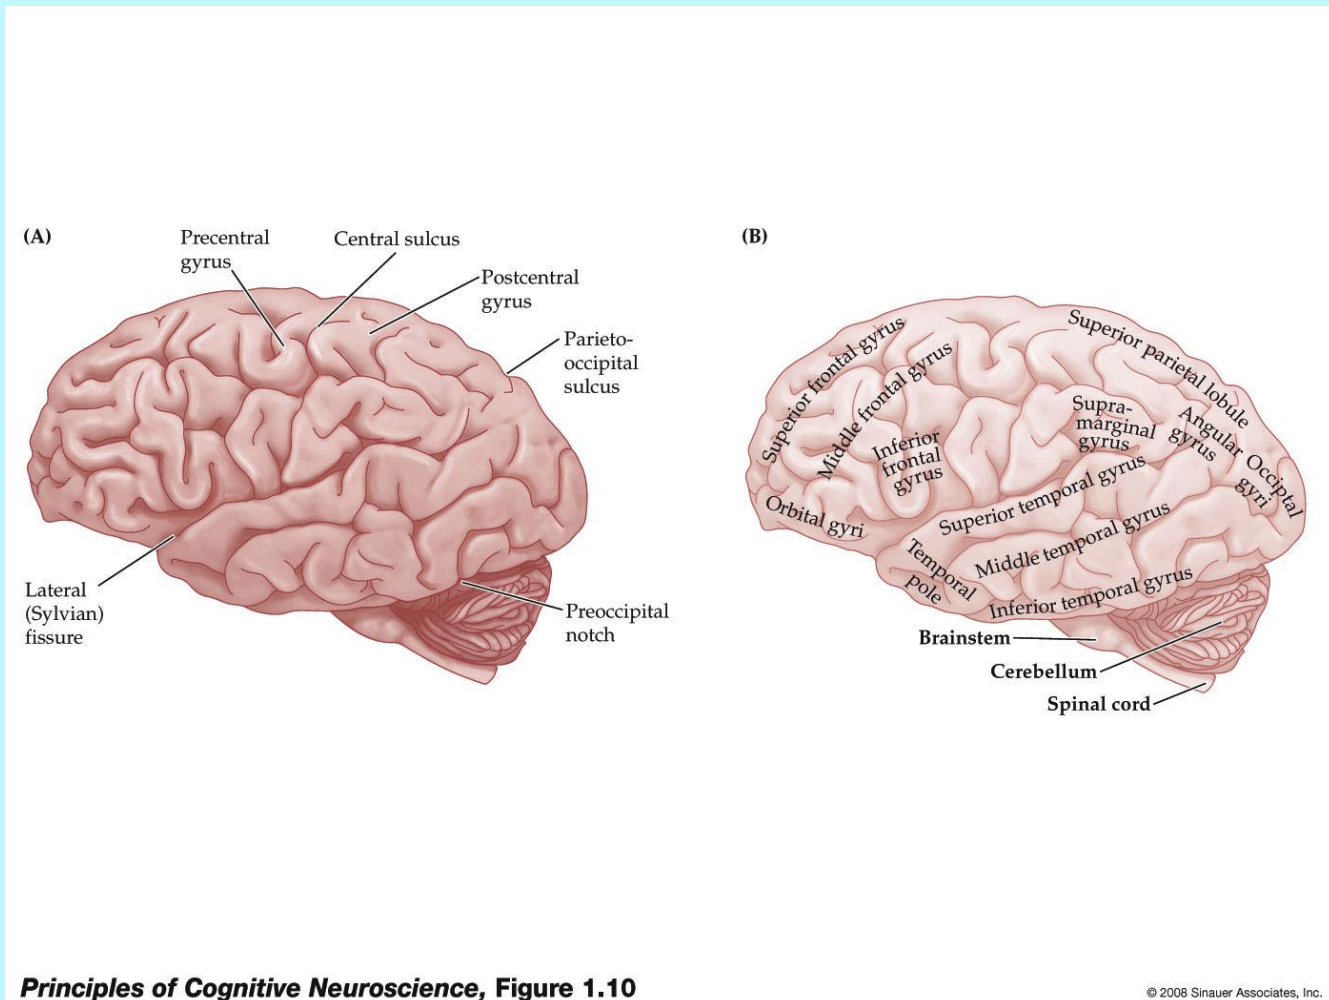 (A)
Precentral
gyrus
Central sulcus
Postcentral
gyrus
Parieto-
occipital
sulcus
Lateral
(Sylvian)
fissure
Preoccipital
notch
(B)
Superior frontal gyrus
Middle frontal gyrus
Inferior
frontal
gyrus
Orbital gyri
Superior parietal lobule
Supra-
marginal
gyrus
Angular
gyrus
Occiptal
gyri
Superior temporal gyrus
Middle temporal gyrus
Inferior temporal gyrus
Temporal
pole
Brainstem
Cerebellum
Spinal cord
Principles of Cognitive Neuroscience, Figure 1.10
© 2008 Sinauer Associates, Inc.